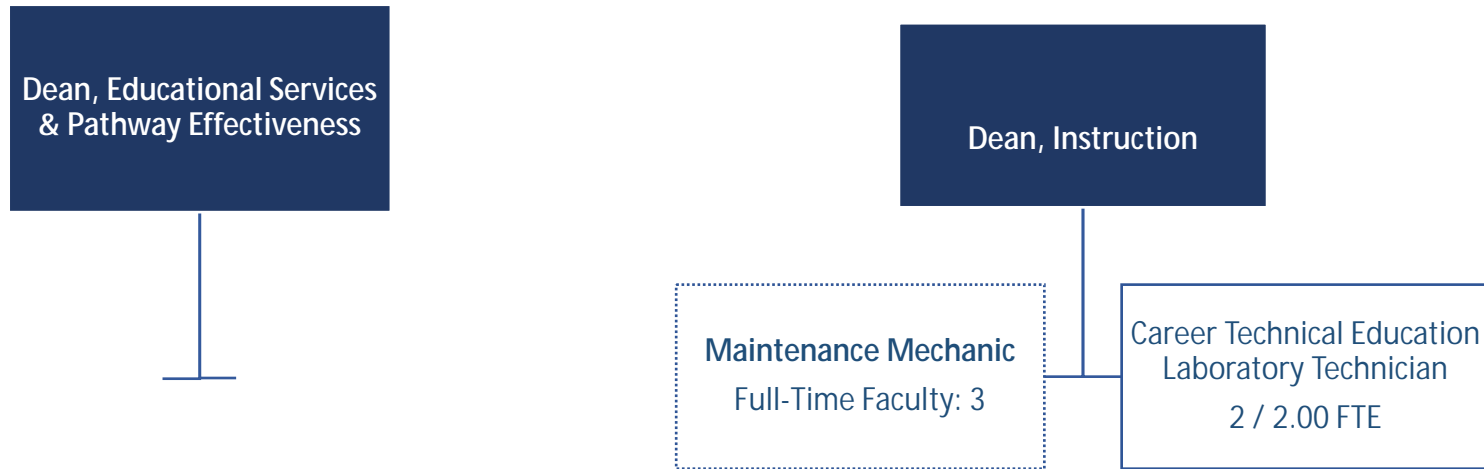 Dean, Educational Services
& Pathway Effectiveness
Dean, Instruction
Maintenance Mechanic
Full-Time Faculty: 3
Career Technical Education
Laboratory Technician
2 / 2.00 FTE